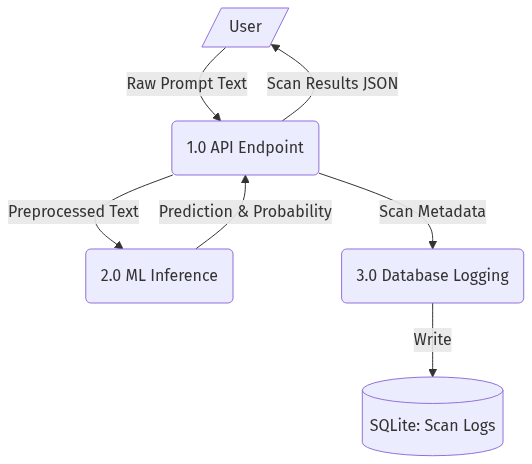 User
Raw Prompt Text
Scan Results JSON
1.0 API Endpoint
Preprocessed Text
Prediction & Probability
Scan Metadata
2.0 ML Inference
3.0 Database Logging
Write
SQLite: Scan Logs